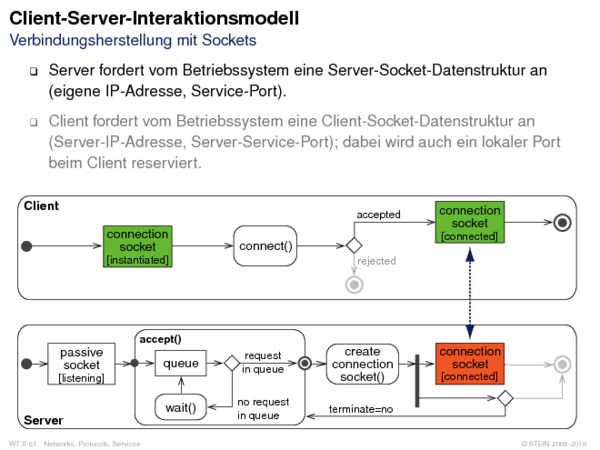 Client-Server-Interaktionsmodell
Verbindungsherstellung mit Sockets
❑ Server fordert vom Betriebssystem eine Server-Socket-Datenstruktur an
(eigene IP-Adresse, Service-Port).
❑ Client fordert vom Betriebssystem eine Client-Socket-Datenstruktur an
(Server-IP-Adresse, Server-Service-Port); dabei wird auch ein lokaler Port
beim Client reserviert.
Client
connection
socket
[instantiated]
connect()
accepted
rejected
connection
socket
[connected]
passive
socket
[listening]
accept()
queue
wait()
request
in queue
no request
in queue
create
connection
socket()
connection
socket
[connected]
terminate=no
Server
WT:II-61 Networks, Protocols, Services
© STEIN 2005-2018